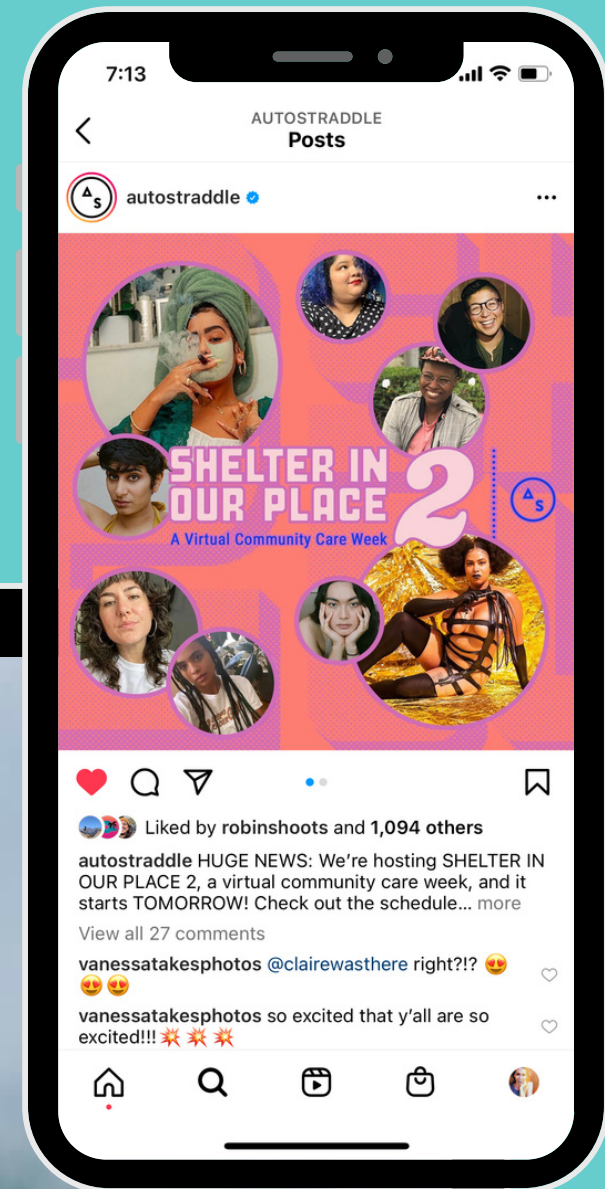 7:13
AUTOSTRADDLE
Posts
A
S
autostraddle
SHELTER IN
OUR PLACE 2
A Virtual Community Care Week
A
S
Liked by robinshoots and 1,094 others
autostraddle HUGE NEWS: We're hosting SHELTER IN
OUR PLACE 2, a virtual community care week, and it
starts TOMORROW! Check out the schedule... more
View all 27 comments
vanessatakesphotos @clairewasthere right?!? 😍
😍😍
vanessatakesphotos so excited that y'all are so
excited!!! 💥 💥 💥